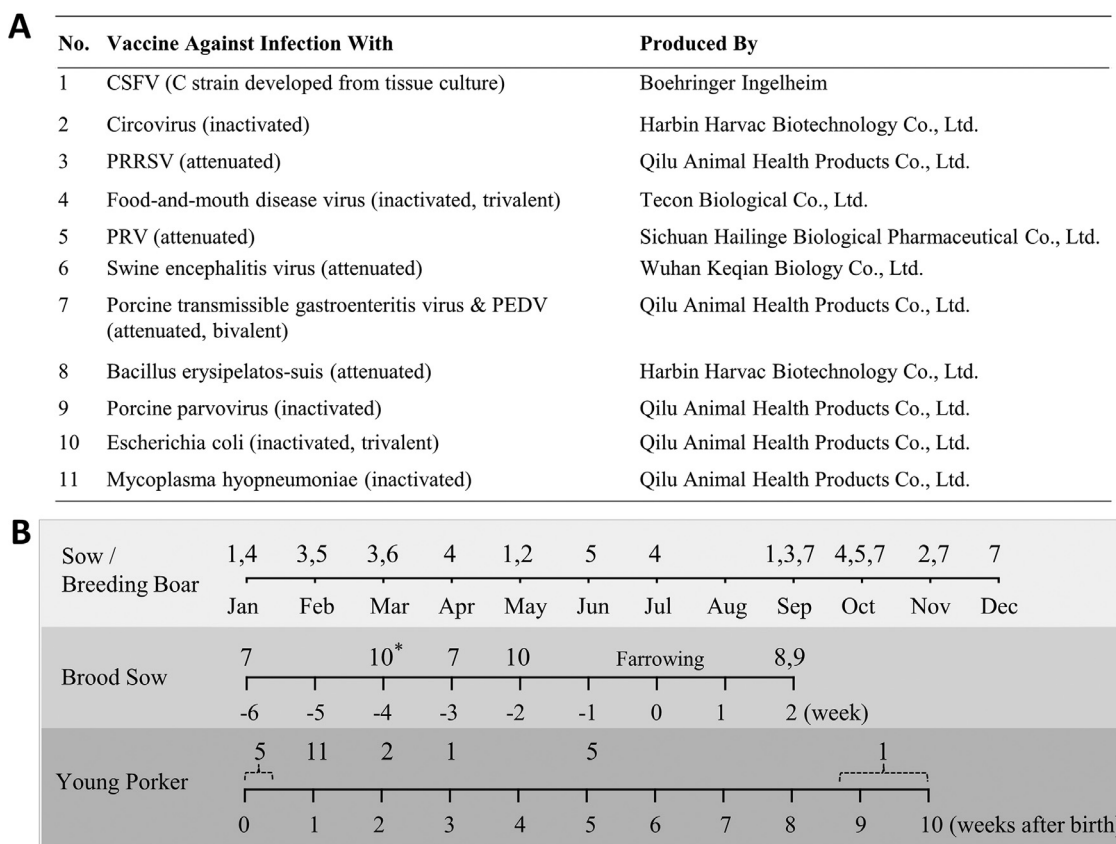 A
No. Vaccine Against Infection With Produced By
1 CSFV (C strain developed from tissue culture) Boehringer Ingelheim
2 Circovirus (inactivated) Harbin Harvac Biotechnology Co., Ltd.
3 PRRSV (attenuated) Qilu Animal Health Products Co., Ltd.
4 Food-and-mouth disease virus (inactivated, trivalent) Tecon Biological Co., Ltd.
5 PRV (attenuated) Sichuan Hailinge Biological Pharmaceutical Co., Ltd.
6 Swine encephalitis virus (attenuated) Wuhan Keqian Biology Co., Ltd.
7 Porcine transmissible gastroenteritis virus & PEDV Qilu Animal Health Products Co., Ltd.
(attenuated, bivalent)
8 Bacillus erysipelatos-suis (attenuated) Harbin Harvac Biotechnology Co., Ltd.
9 Porcine parvovirus (inactivated) Qilu Animal Health Products Co., Ltd.
10 Escherichia coli (inactivated, trivalent) Qilu Animal Health Products Co., Ltd.
11 Mycoplasma hyopneumoniae (inactivated) Qilu Animal Health Products Co., Ltd.
B
Sow / 1,4 3,5 3,6 4 1,2 5 4 1,3,7 4,5,7 2,7 7
Breeding Boar Jan Feb Mar Apr May Jun Jul Aug Sep Oct Nov Dec
7 10* 7 10 Farrowing 8,9
Brood Sow
-6 -5 -4 -3 -2 -1 0 1 2 (week)
5 11 2 1 5 1
Young Porker
0 1 2 3 4 5 6 7 8 9 10 (weeks after birth)